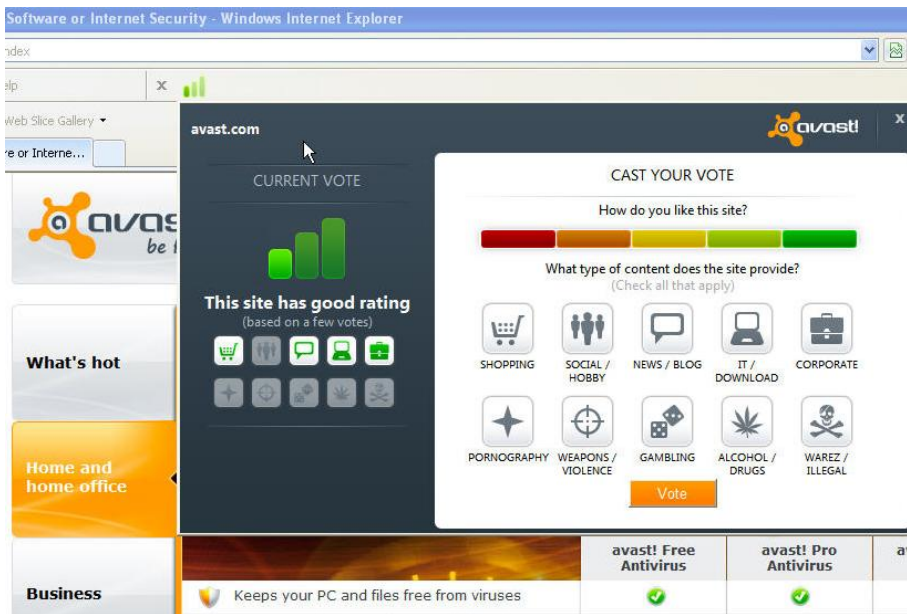 Software or Internet Security - Windows Internet Explorer
ndex
elp
x
Web Slice Gallery
re or Interne...
avast.com
avast!
x
CURRENT VOTE
This site has good rating
(based on a few votes)
CAST YOUR VOTE
How do you like this site?
What type of content does the site provide?
(Check all that apply)
SHOPPING
SOCIAL /
HOBBY
NEWS / BLOG
IT /
DOWNLOAD
CORPORATE
PORNOGRAPHY
WEAPONS /
VIOLENCE
GAMBLING
ALCOHOL /
DRUGS
WAREZ /
ILLEGAL
Vote
avas
be
What's hot
Home and
home office
Business
avast! Free
Antivirus
avast! Pro
Antivirus
Keeps your PC and files free from viruses